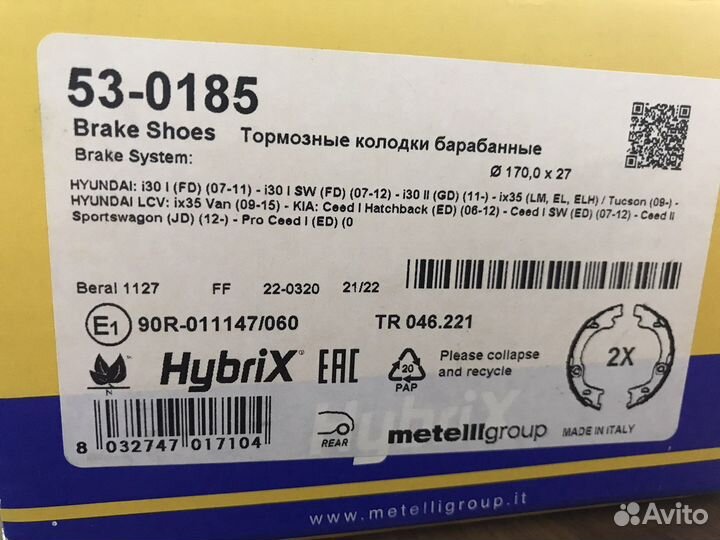 53-0185
Brake Shoes Тормозные колодки барабанные
Brake System:
Ø 170,0 x 27
HYUNDAI: i30 I (FD) (07-11) - i30 I SW (FD) (07-12) - i30 II (GD) (11-) - ix35 (LM, EL, ELH) / Tucson (09-) -
HYUNDAI LCV: ix35 Van (09-15) - KIA: Ceed I Hatchback (ED) (06-12) - Ceed I SW (ED) (07-12) - Ceed II
Sportswagon (JD) (12-) - Pro Ceed I (ED) (0
Beral 1127 FF 22-0320 21/22
E1 90R-011147/060 TR 046.221
2X
HybriX® EAC
20
PAP
Please collapse
and recycle
N
8 032747 017104
REAR
metelligroup MADE IN ITALY
HybriX
www.metelligroup.it
Avito